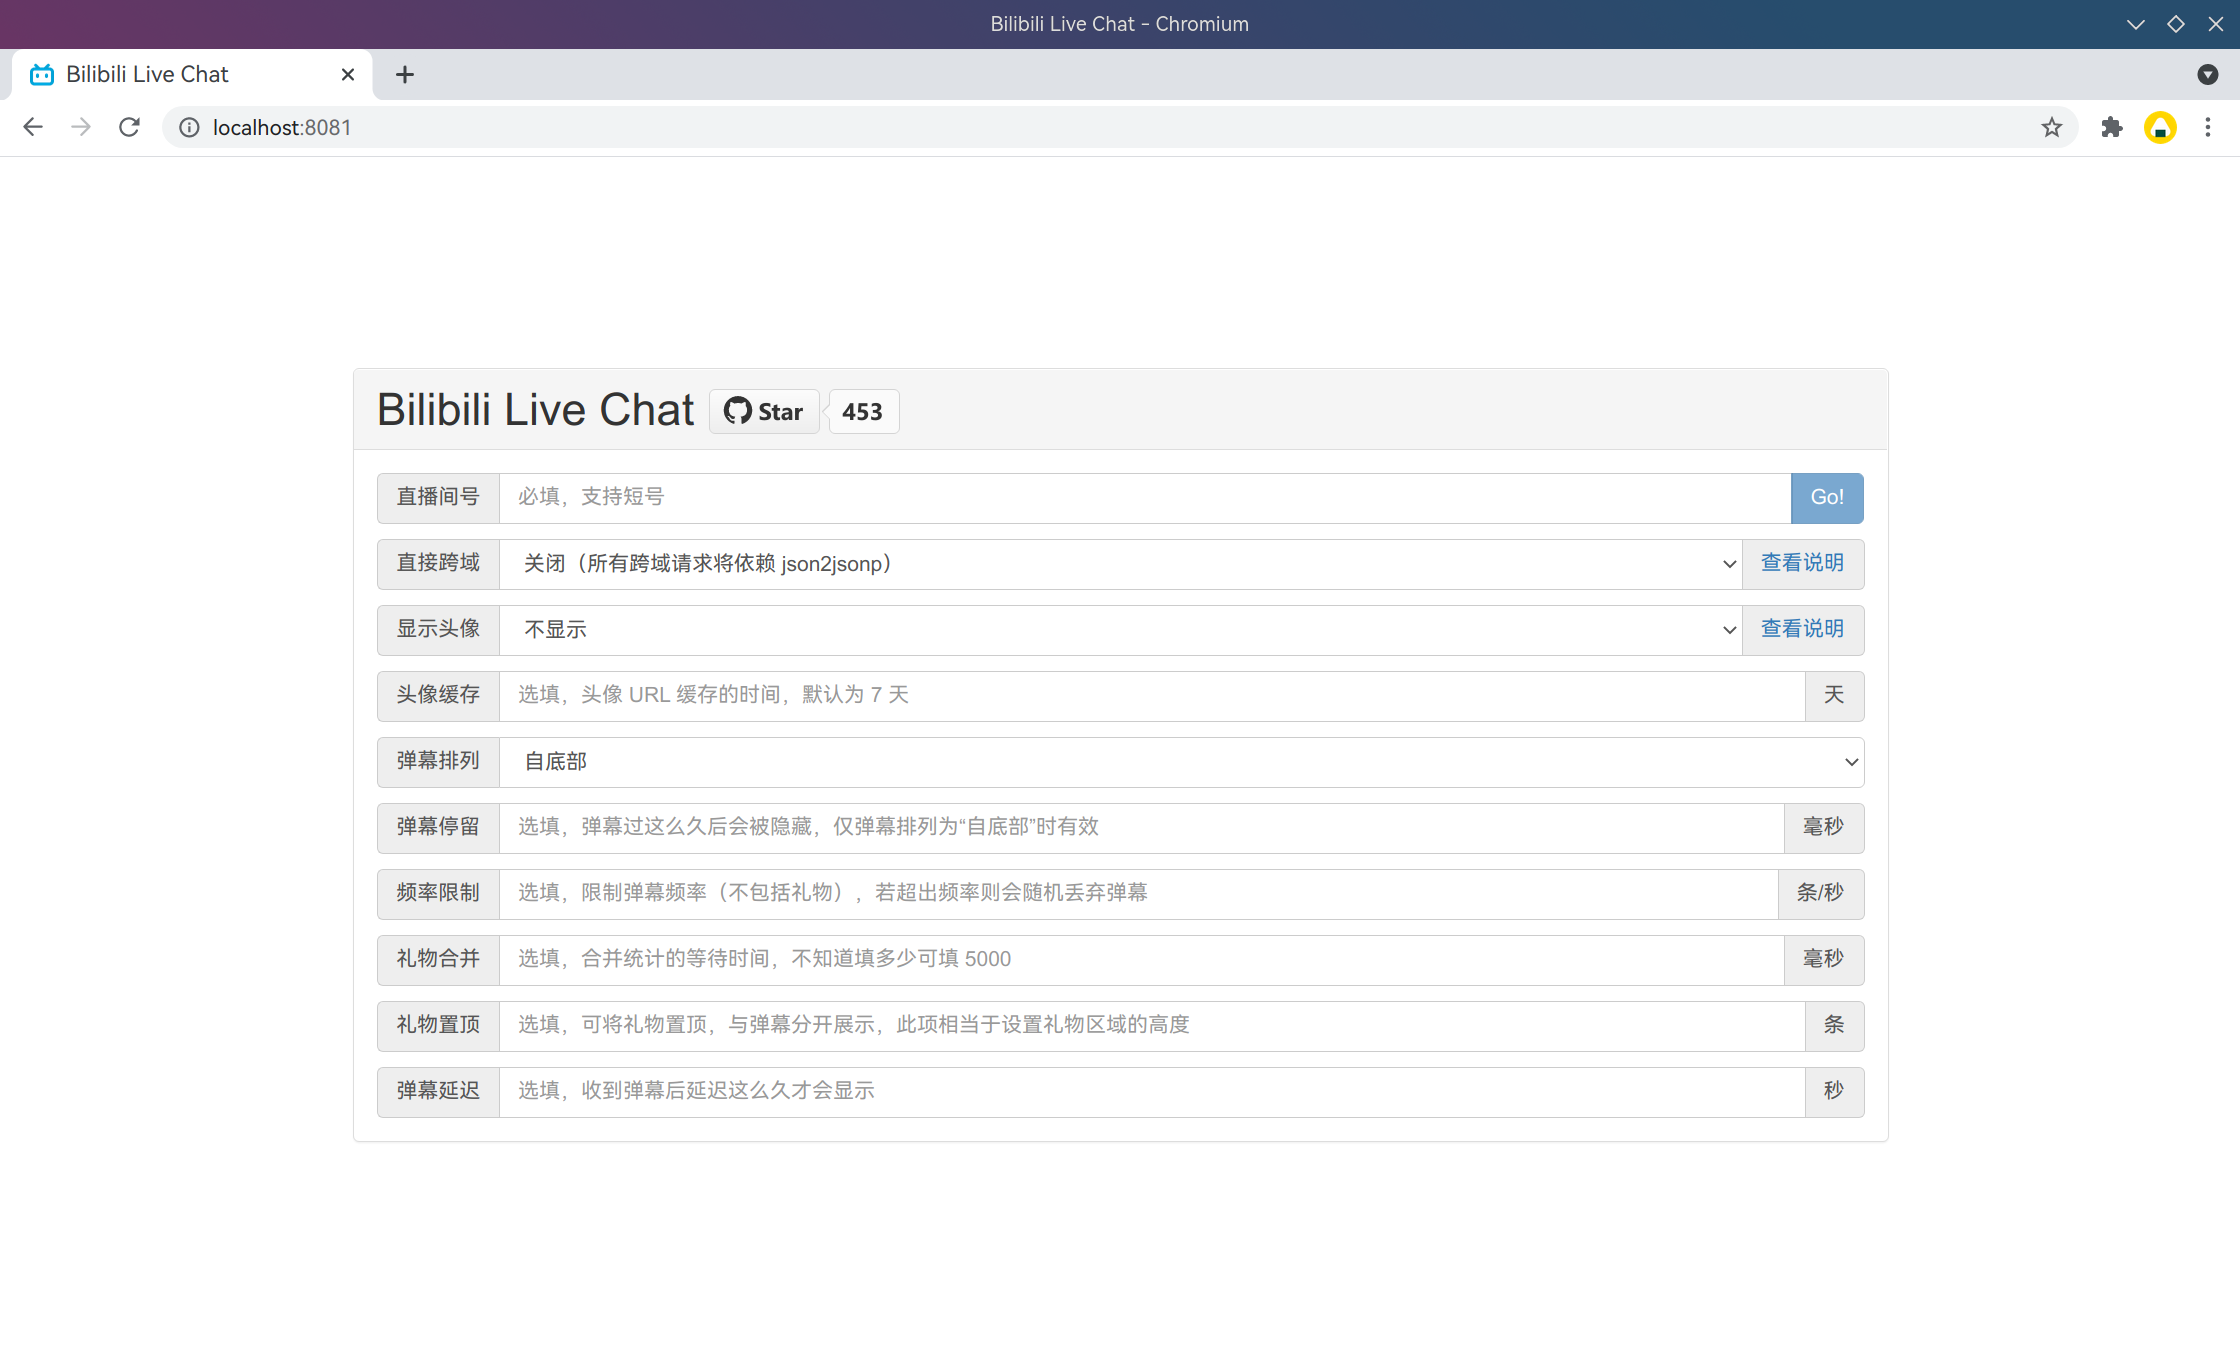 Bilibili Live Chat - Chromium
Bilibili Live Chat
localhost:8081
Bilibili Live Chat Star 453
直播间号 必填，支持短号 Go!
直接跨域 关闭（所有跨域请求将依赖 json2jsonp） 查看说明
显示头像 不显示 查看说明
头像缓存 选填，头像 URL 缓存的时间，默认为 7 天 天
弹幕排列 自底部
弹幕停留 选填，弹幕过这么久后会被隐藏，仅弹幕排列为“自底部”时有效 毫秒
频率限制 选填，限制弹幕频率（不包括礼物），若超出频率则会随机丢弃弹幕 条/秒
礼物合并 选填，合并统计的等待时间，不知道填多少可填 5000 毫秒
礼物置顶 选填，可将礼物置顶，与弹幕分开展示，此项相当于设置礼物区域的高度 条
弹幕延迟 选填，收到弹幕后延迟这么久才会显示 秒